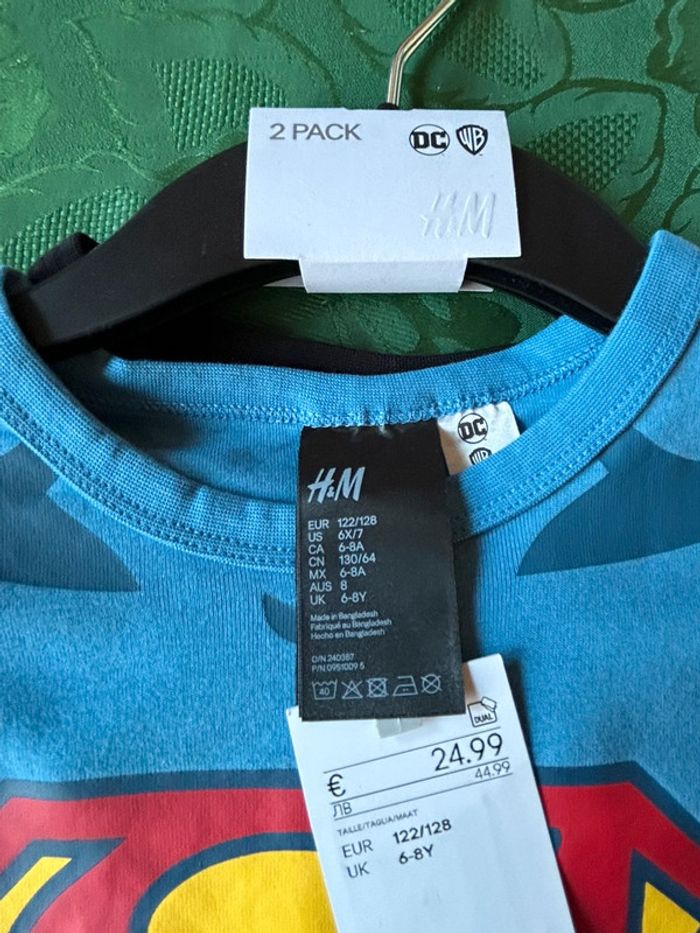 2 PACK
DC WB
H&M
DC
WB
H&M
EUR 122/128
US 6X/7
CA 6-8A
CN 130/64
MX 6-8A
AUS 8
UK 6-8Y
Made in Bangladesh
Fabriqué au Bangladesh
Hecho en Bangladesh
O/N 240387
P/N 0951009 5
40
DUAL
€ 24.99
ЛВ 44.99
TAILLE/TAGLIA/MAAT
EUR 122/128
UK 6-8Y